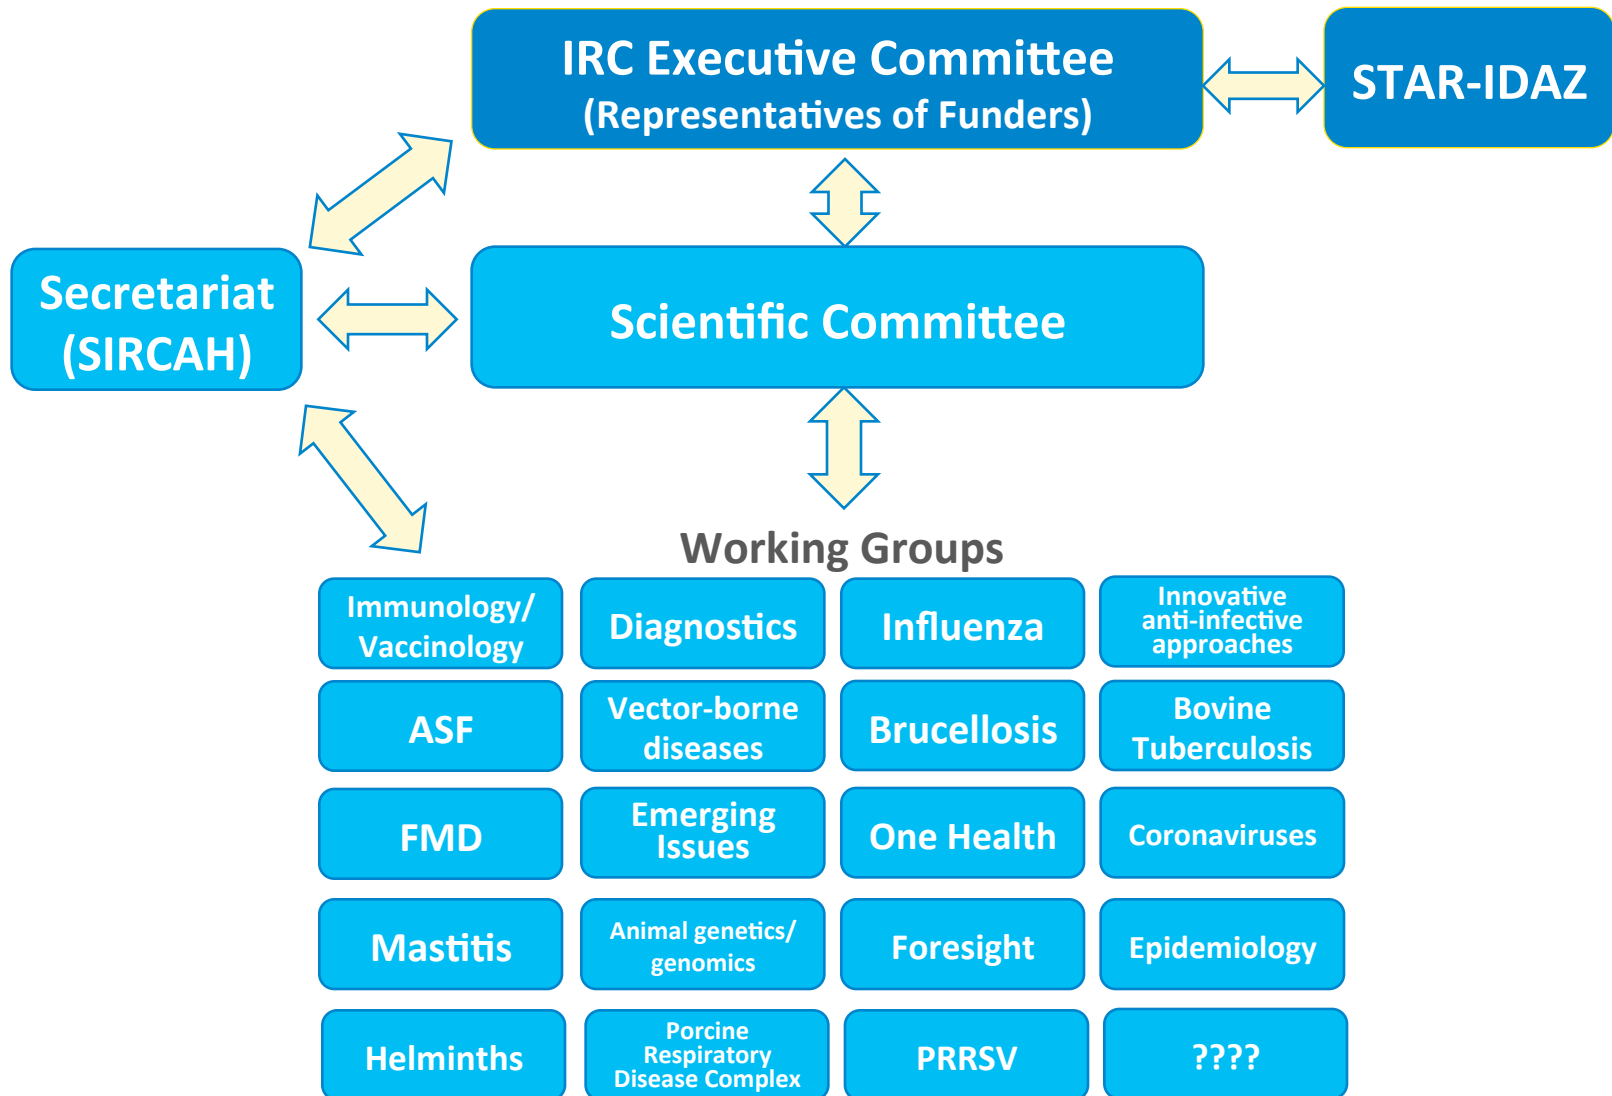 IRC Executive Committee
(Representatives of Funders)
STAR-IDAZ
Secretariat
(SIRCAH)
Scientific Committee
Working Groups
Immunology/
Vaccinology
Diagnostics
Influenza
Innovative
anti-infective
approaches
ASF
Vector-borne
diseases
Brucellosis
Bovine
Tuberculosis
FMD
Emerging
Issues
One Health
Coronaviruses
Mastitis
Animal genetics/
genomics
Foresight
Epidemiology
Helminths
Porcine
Respiratory
Disease Complex
PRRSV
????